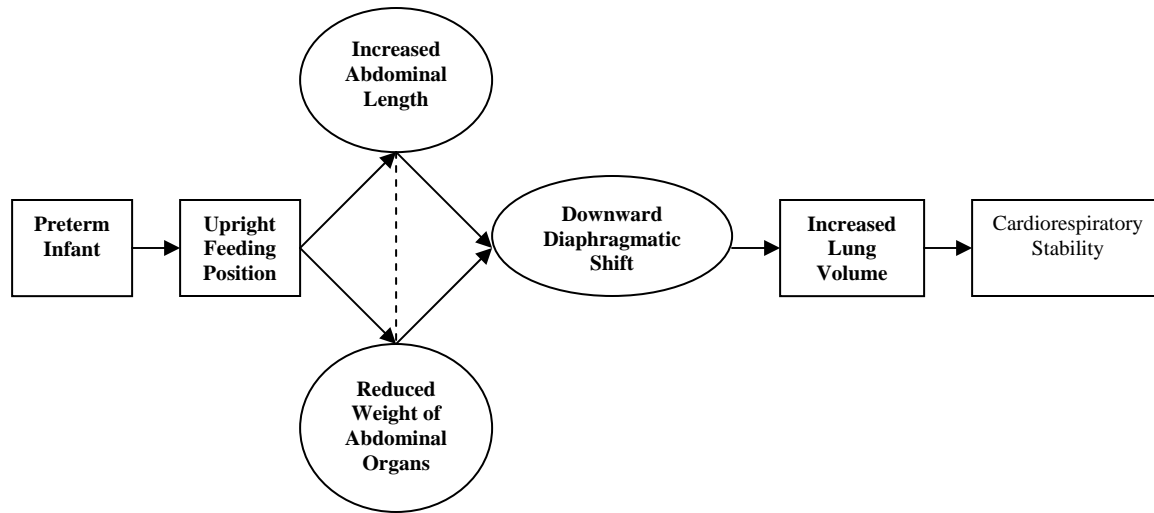 Increased
Abdominal
Length
Preterm
Infant
Upright
Feeding
Position
Downward
Diaphragmatic
Shift
Increased
Lung
Volume
Cardiorespiratory
Stability
Reduced
Weight of
Abdominal
Organs